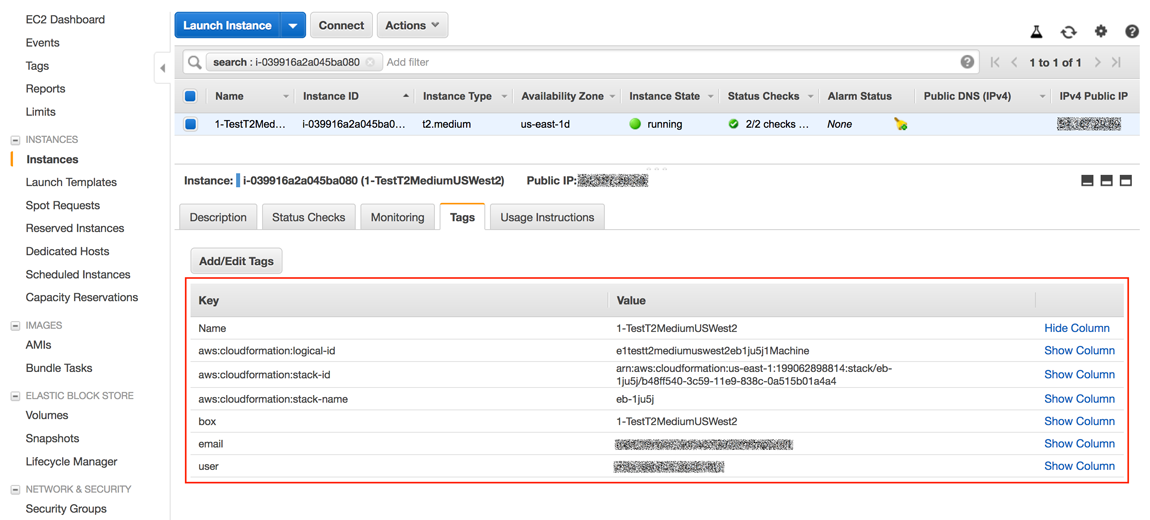 EC2 Dashboard
Events
Tags
Reports
Limits
INSTANCES
Instances
Launch Templates
Spot Requests
Reserved Instances
Dedicated Hosts
Scheduled Instances
Capacity Reservations
IMAGES
AMIs
Bundle Tasks
ELASTIC BLOCK STORE
Volumes
Snapshots
Lifecycle Manager
NETWORK & SECURITY
Security Groups
Launch Instance Connect Actions
search : i-039916a2a045ba080 Add filter 1 to 1 of 1
Name Instance ID Instance Type Availability Zone Instance State Status Checks Alarm Status Public DNS (IPv4) IPv4 Public IP
1-TestT2Med... i-039916a2a045ba0... t2.medium us-east-1d running 2/2 checks ... None
Instance: i-039916a2a045ba080 (1-TestT2MediumUSWest2) Public IP:
Description Status Checks Monitoring Tags Usage Instructions
Add/Edit Tags
Key Value
Name 1-TestT2MediumUSWest2 Hide Column
aws:cloudformation:logical-id e1testt2mediumuswest2eb1ju5j1Machine Show Column
aws:cloudformation:stack-id arn:aws:cloudformation:us-east-1:199062898814:stack/eb-
1ju5j/b48ff540-3c59-11e9-838c-0a515b01a4a4 Show Column
aws:cloudformation:stack-name eb-1ju5j Show Column
box 1-TestT2MediumUSWest2 Show Column
email Show Column
user Show Column